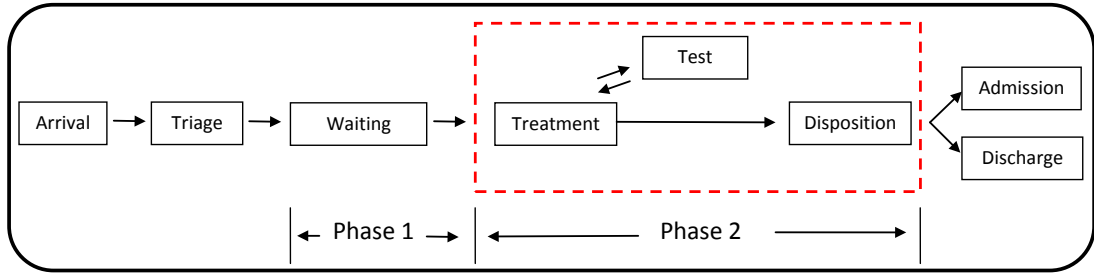 Test
Admission
Arrival
Triage
Waiting
Treatment
Disposition
Discharge
Phase 1
Phase 2